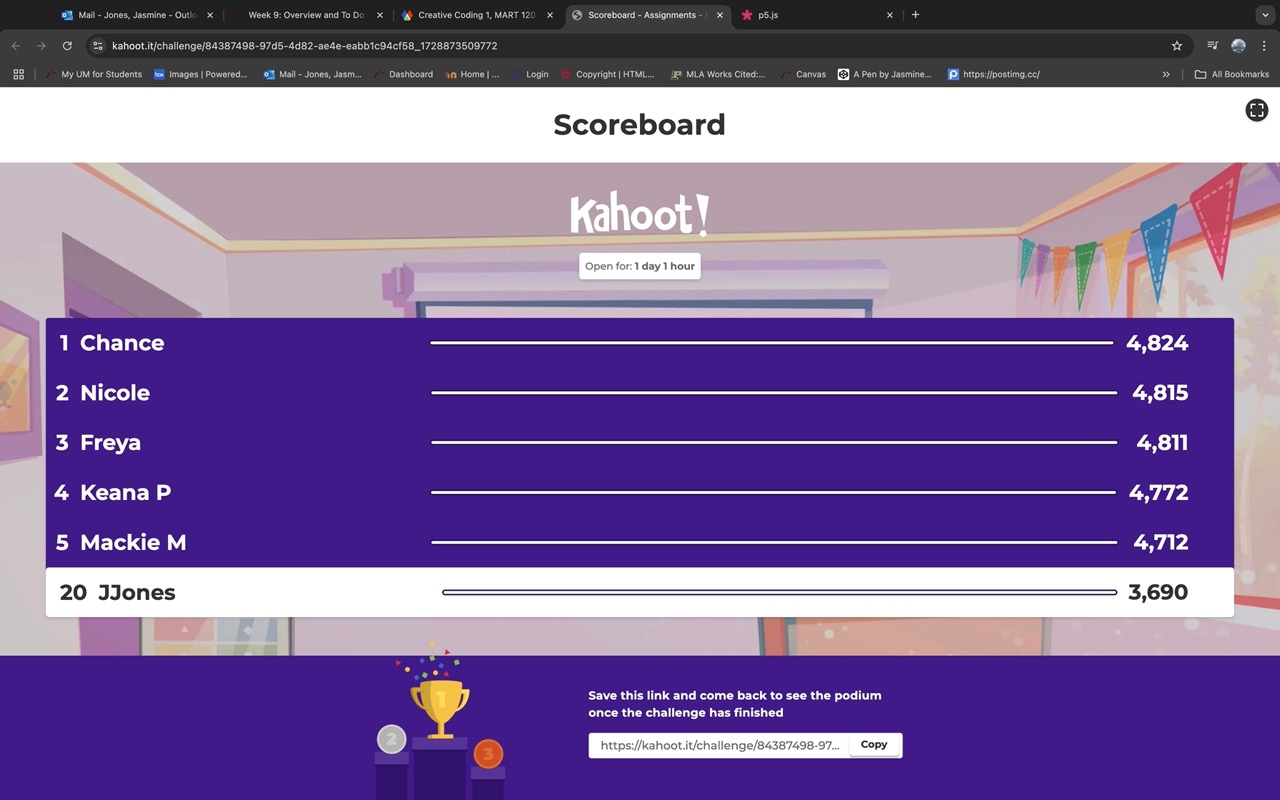 Mail - Jones, Jasmine - Outlo
Week 9: Overview and To Do
Creative Coding 1, MART 120
Scoreboard - Assignments -
p5.js
kahoot.it/challenge/84387498-97d5-4d82-ae4e-eabb1c94cf58_1728873509772
My UM for Students
box
Images | Powered...
Mail - Jones, Jasm...
Dashboard
in Home | ...
Login
Copyright | HTML...
MLA Works Cited:...
Canvas
A Pen by Jasmine...
https://postimg.cc/
»
All Bookmarks
Scoreboard
Kahoot!
Open for: 1 day 1 hour
1 Chance 4,824
2 Nicole 4,815
3 Freya 4,811
4 Keana P 4,772
5 Mackie M 4,712
20 JJones 3,690
1
2
3
Save this link and come back to see the podium
once the challenge has finished
https://kahoot.it/challenge/84387498-97... Copy